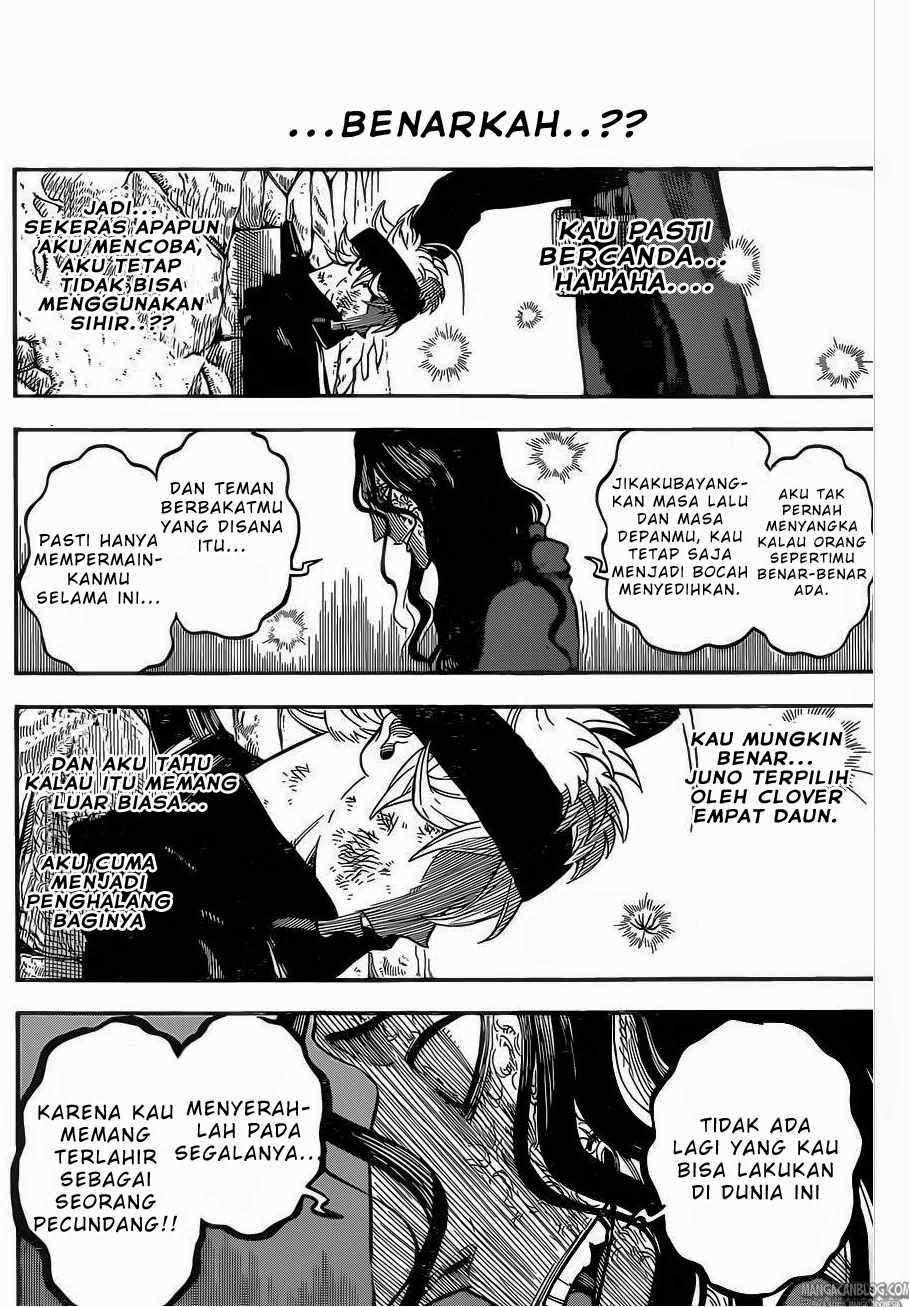 ...BENARKAH..??
KAU PASTI
BERCANDA...
HAHAHA....
JADI...
SEKERAS APAPUN
AKU MENCOBA,
AKU TETAP
TIDAK BISA
MENGGUNAKAN
SIHIR..??
AKU TAK
PERNAH
MENYANGKA
KALAU ORANG
SEPERTIMU
BENAR-BENAR
ADA.
JIKAKUBAYANG-
KAN MASA LALU
DAN MASA
DEPANMU, KAU
TETAP SAJA
MENJADI BOCAH
MENYEDIHKAN.
DAN TEMAN
BERBAKATMU
YANG DISANA
ITU...
PASTI HANYA
MEMPERMAIN-
KANMU
SELAMA INI...
KAU MUNGKIN
BENAR...
JUNO TERPILIH
OLEH CLOVER
EMPAT DAUN.
DAN AKU TAHU
KALAU ITU MEMANG
LUAR BIASA...
AKU CUMA
MENJADI
PENGHALANG
BAGINYA
TIDAK ADA
LAGI YANG KAU
BISA LAKUKAN
DI DUNIA INI
MENYERAH-
LAH PADA
SEGALANYA...
KARENA KAU
MEMANG
TERLAHIR
SEBAGAI
SEORANG
PECUNDANG!!
MANGACANBLOG.COM